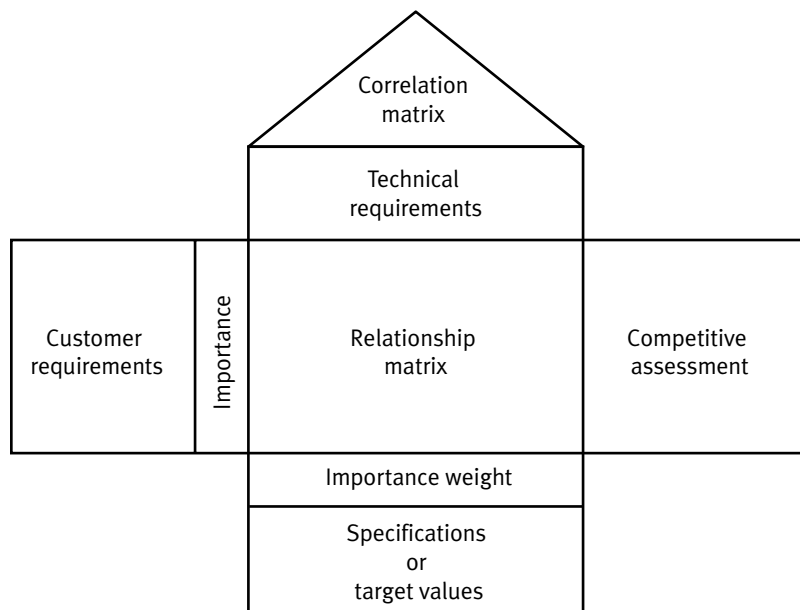 Correlation
matrix
Technical
requirements
Customer
requirements
Importance
Relationship
matrix
Competitive
assessment
Importance weight
Specifications
or
target values